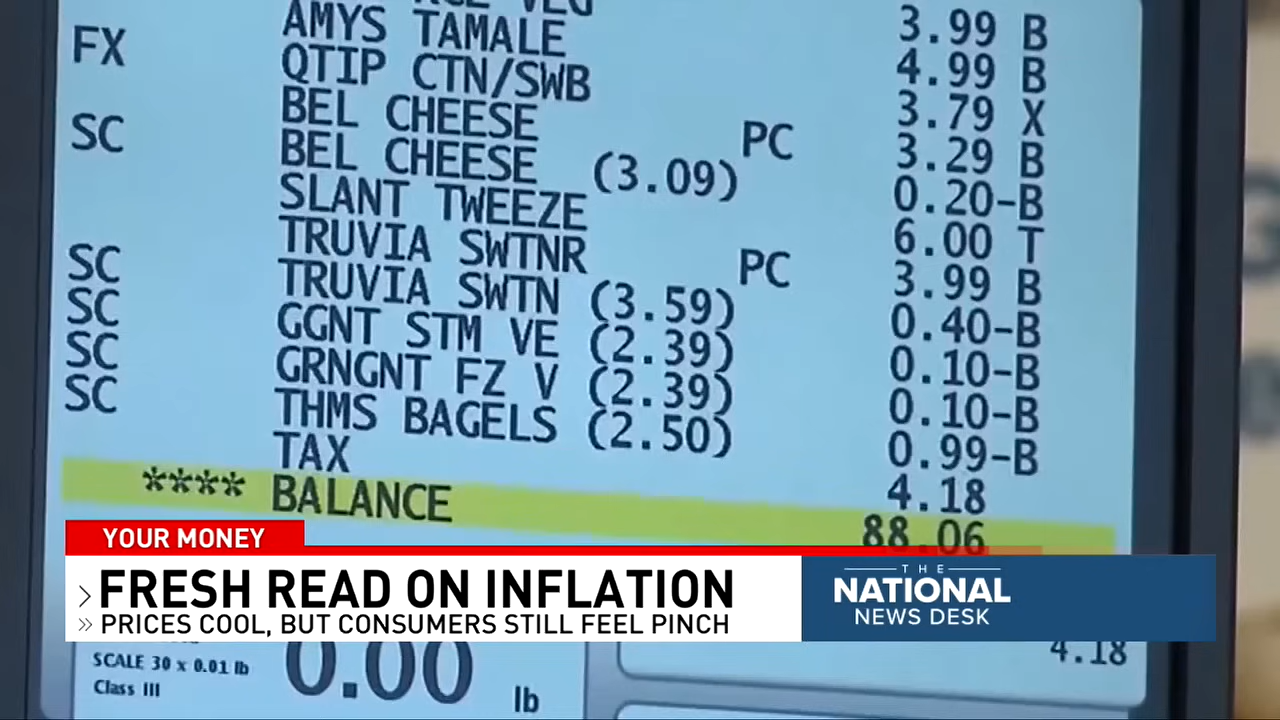 VEG 3.99 B
AMYS TAMALE 4.99 B
FX QTIP CTN/SWB 3.79 X
BEL CHEESE PC 3.29 B
SC BEL CHEESE (3.09) 0.20-B
SLANT TWEEZE 6.00 T
TRUVIA SWTNR PC 3.99 B
SC TRUVIA SWTN (3.59) 0.40-B
SC GGNT STM VE (2.39) 0.10-B
SC GRNGNT FZ V (2.39) 0.10-B
SC THMS BAGELS (2.50) 0.99-B
TAX 4.18
**** BALANCE 88.06
YOUR MONEY
FRESH READ ON INFLATION
PRICES COOL, BUT CONSUMERS STILL FEEL PINCH
THE
NATIONAL
NEWS DESK
4.18
SCALE 30 x 0.01 lb
Class III
0.00 lb